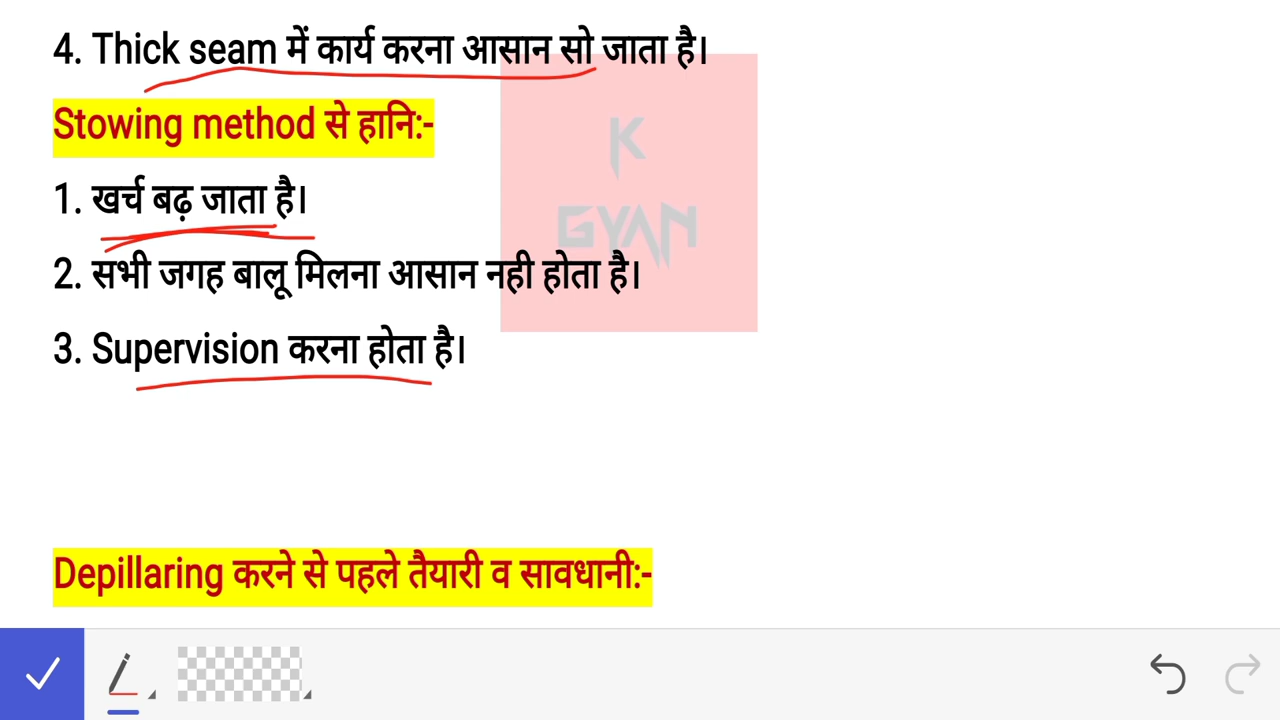 4. Thick seam में कार्य करना आसान सो जाता है।
Stowing method से हानि:-
1. खर्च बढ़ जाता है।
2. सभी जगह बालू मिलना आसान नही होता है।
3. Supervision करना होता है।
Depillaring करने से पहले तैयारी व सावधानी:-
K
GYAN